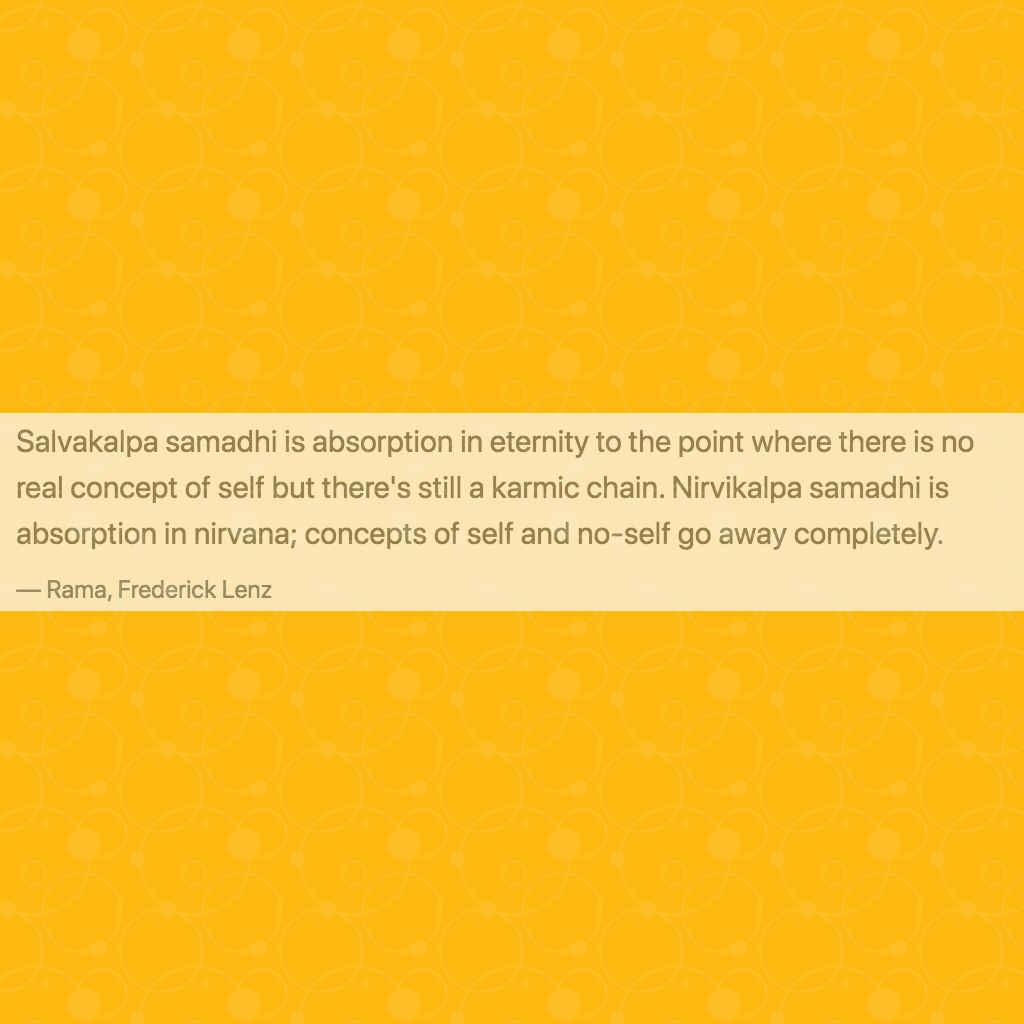 Salvakalpa samadhi is absorption in eternity to the point where there is no
real concept of self but there's still a karmic chain. Nirvikalpa samadhi is
absorption in nirvana; concepts of self and no-self go away completely.
— Rama, Frederick Lenz